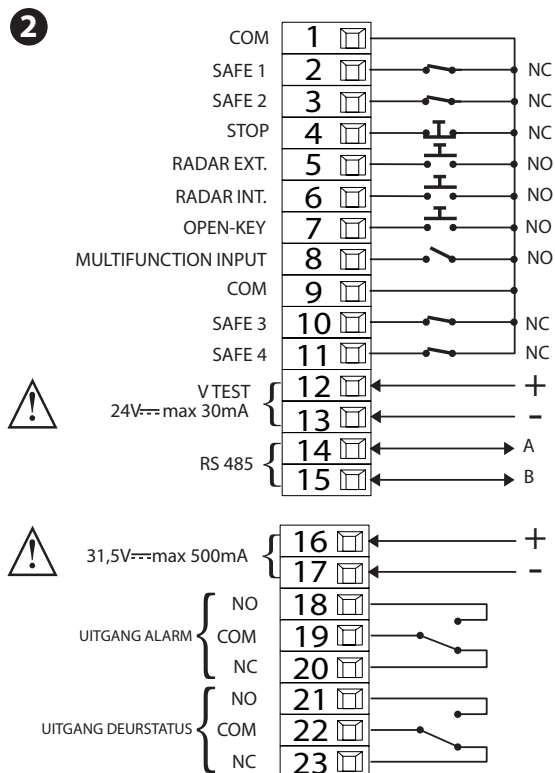 2
COM 1
SAFE 1 2 NC
SAFE 2 3 NC
STOP 4 NC
RADAR EXT. 5 NO
RADAR INT. 6 NO
OPEN-KEY 7 NO
MULTIFUNCTION INPUT 8 NO
COM 9
SAFE 3 10 NC
SAFE 4 11 NC
V TEST 12 +
24V max 30mA 13 -
RS 485 14 A
15 B
31,5V max 500mA 16 +
17 -
NO 18
UITGANG ALARM COM 19
NC 20
NO 21
UITGANG DEURSTATUS COM 22
NC 23